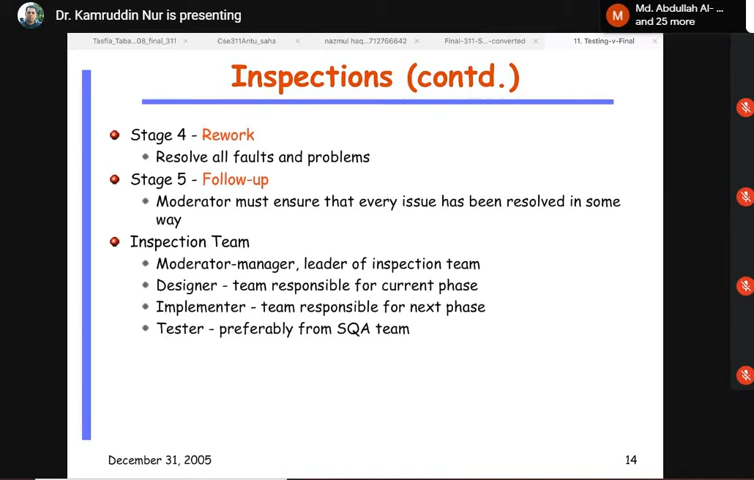 Dr. Kamruddin Nur is presenting
M
Md. Abdullah Al- ...
and 25 more
Tasfia_Taba...08_final_311
Cse311Antu_saha
nazmul haq...712766642
Final-311-S...-converted
11. Testing-v-Final
Inspections (contd.)
Stage 4 - Rework
Resolve all faults and problems
Stage 5 - Follow-up
Moderator must ensure that every issue has been resolved in some
way
Inspection Team
Moderator-manager, leader of inspection team
Designer - team responsible for current phase
Implementer - team responsible for next phase
Tester - preferably from SQA team
December 31, 2005
14